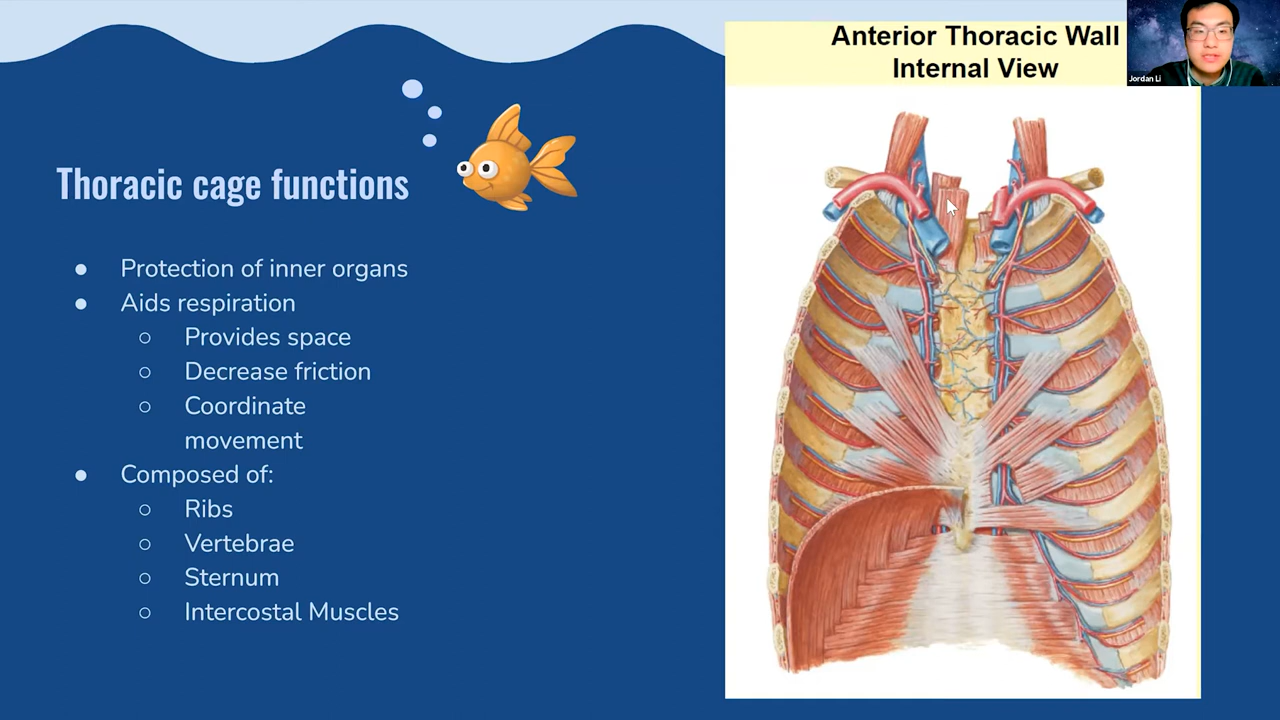 Thoracic cage functions
● Protection of inner organs
● Aids respiration
○ Provides space
○ Decrease friction
○ Coordinate
movement
● Composed of:
○ Ribs
○ Vertebrae
○ Sternum
○ Intercostal Muscles
Anterior Thoracic Wall
Internal View
Jordan Li